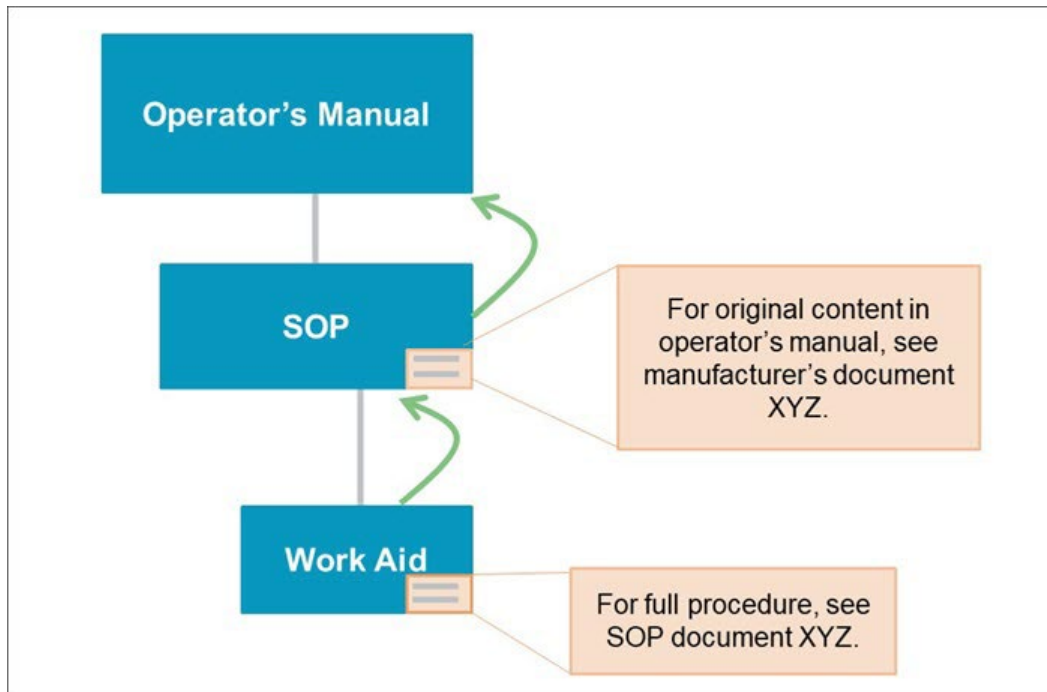 Operator’s Manual
SOP
For original content in
operator’s manual, see
manufacturer’s document
XYZ.
Work Aid
For full procedure, see
SOP document XYZ.